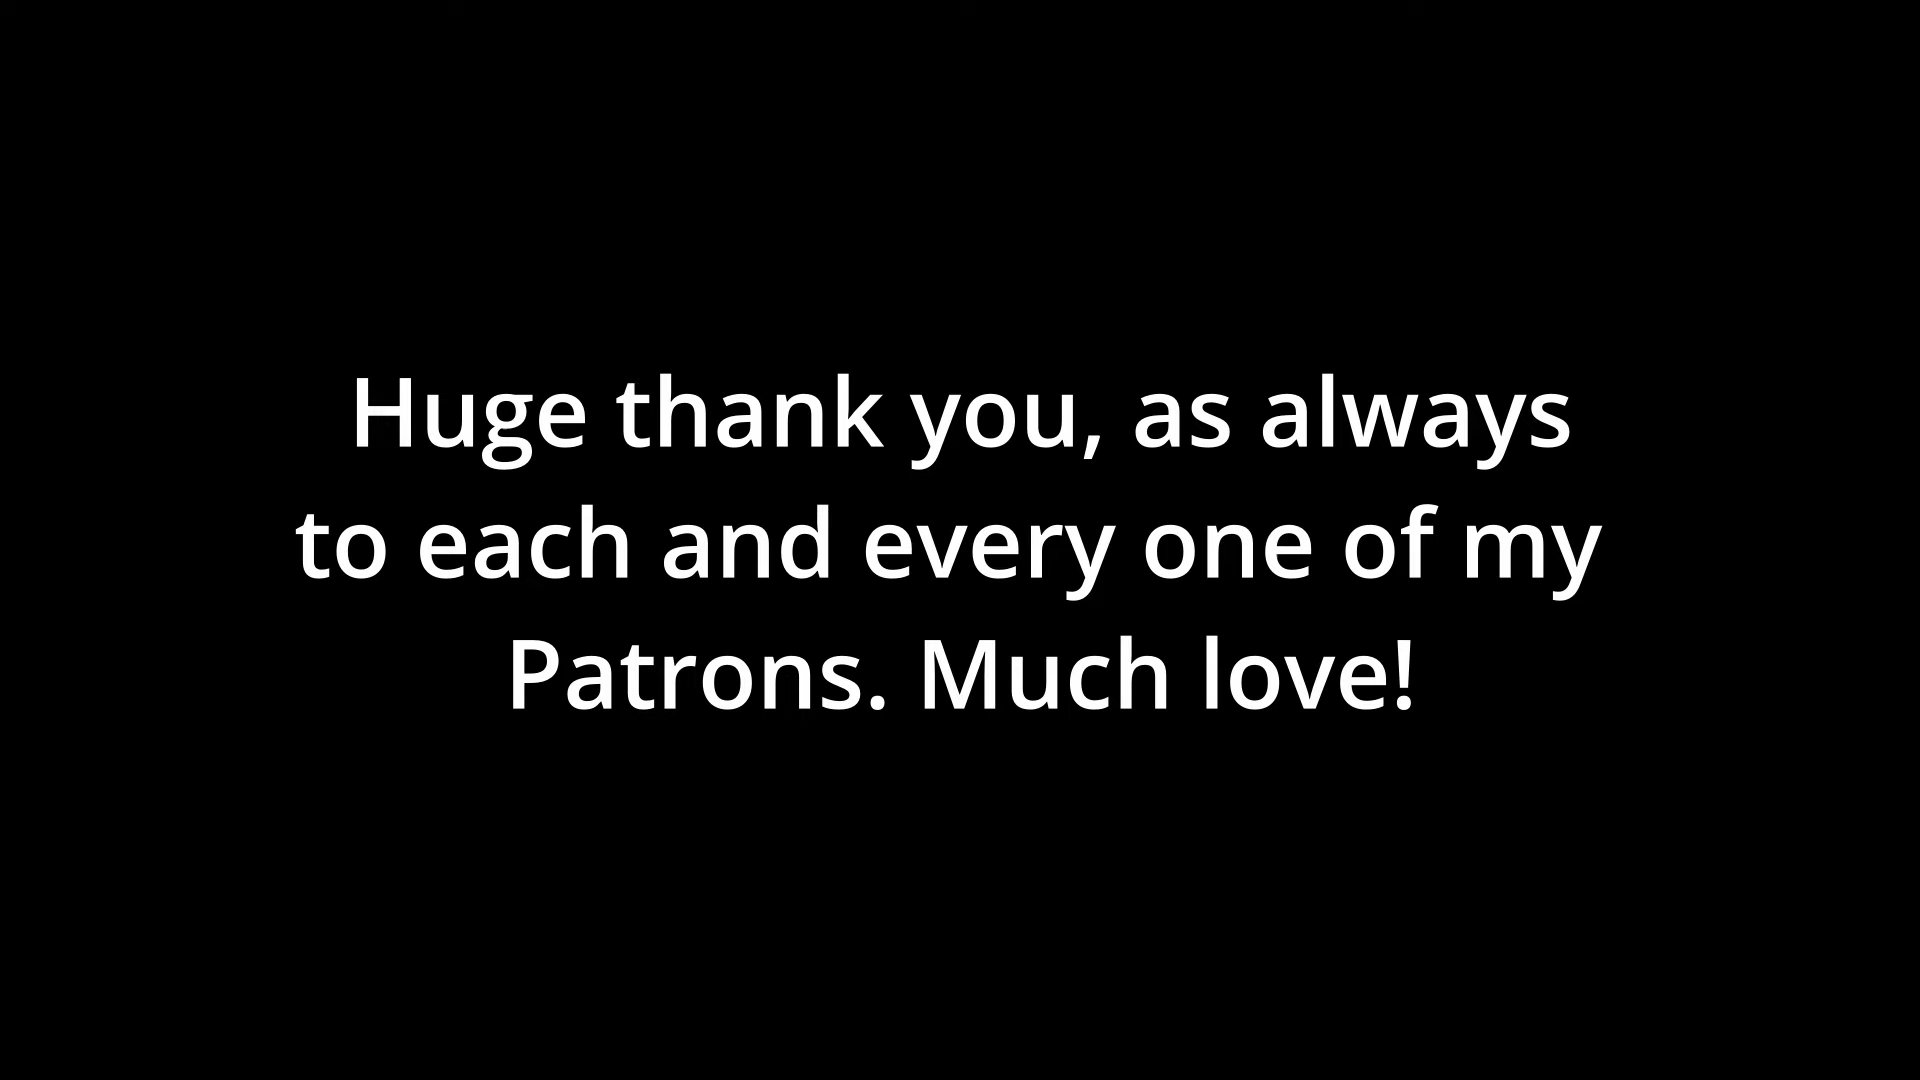 Huge thank you, as always
to each and every one of my
Patrons. Much love!